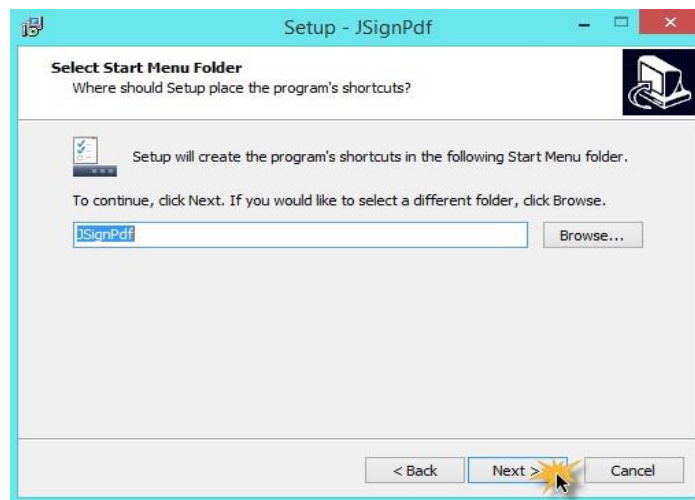 Setup - JSignPdf
Select Start Menu Folder
Where should Setup place the program's shortcuts?
Setup will create the program's shortcuts in the following Start Menu folder.
To continue, click Next. If you would like to select a different folder, click Browse.
JSignPdf
Browse...
< Back
Next >
Cancel